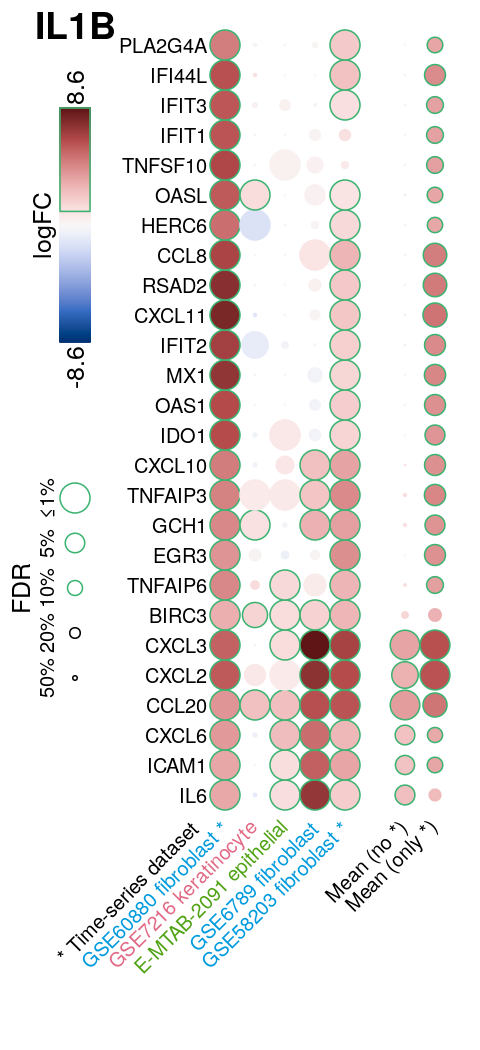 IL1B
PLA2G4A
IFI44L
IFIT3
IFIT1
TNFSF10
OASL
HERC6
CCL8
RSAD2
CXCL11
IFIT2
MX1
OAS1
IDO1
CXCL10
TNFAIP3
GCH1
EGR3
TNFAIP6
BIRC3
CXCL3
CXCL2
CCL20
CXCL6
ICAM1
IL6
logFC
8.6
-8.6
FDR
50% 20% 10% 5% ≤1%
* Time-series dataset
GSE60880 fibroblast *
GSE7216 keratinocyte
E-MTAB-2091 epithelial
GSE6789 fibroblast
GSE58203 fibroblast *
Mean (no *)
Mean (only *)